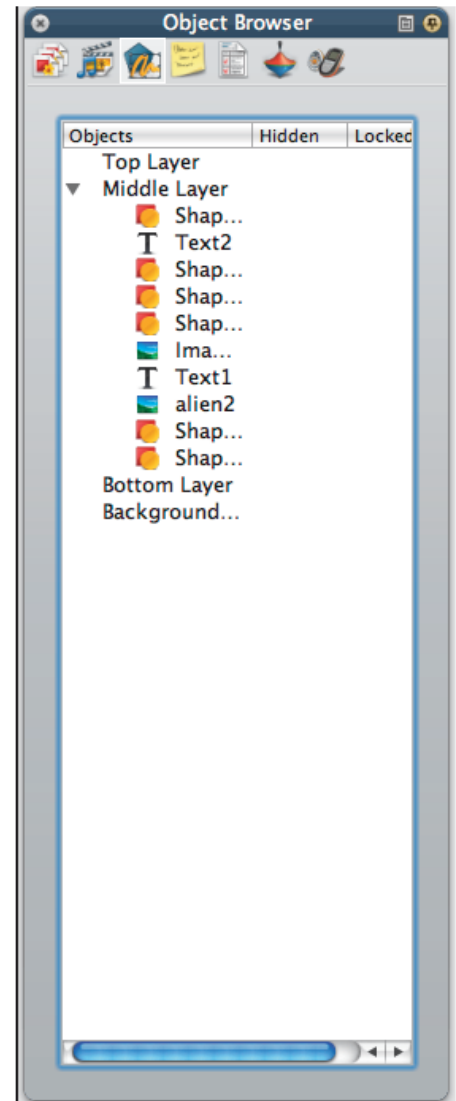 Object Browser
Objects Hidden Locked
Top Layer
Middle Layer
Shap...
Text2
Shap...
Shap...
Shap...
Ima...
Text1
alien2
Shap...
Shap...
Bottom Layer
Background...